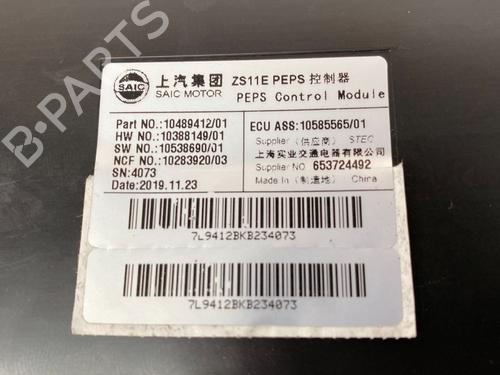 SAIC
上汽集团
SAIC MOTOR
ZS11E PEPS 控制器
PEPS Control Module
Part NO.:10489412/01
HW NO.:10388149/01
SW NO.:10538690/01
NCF NO.:10283920/03
SN:4073
Date:2019.11.23
ECU ASS:10585565/01
Supplier (供应商) STEC
上海实业交通电器有限公司
Supplier NO 653724492
Made In (制造地) China
7L9412BKB234073
7L9412BKB234073
B-PARTS